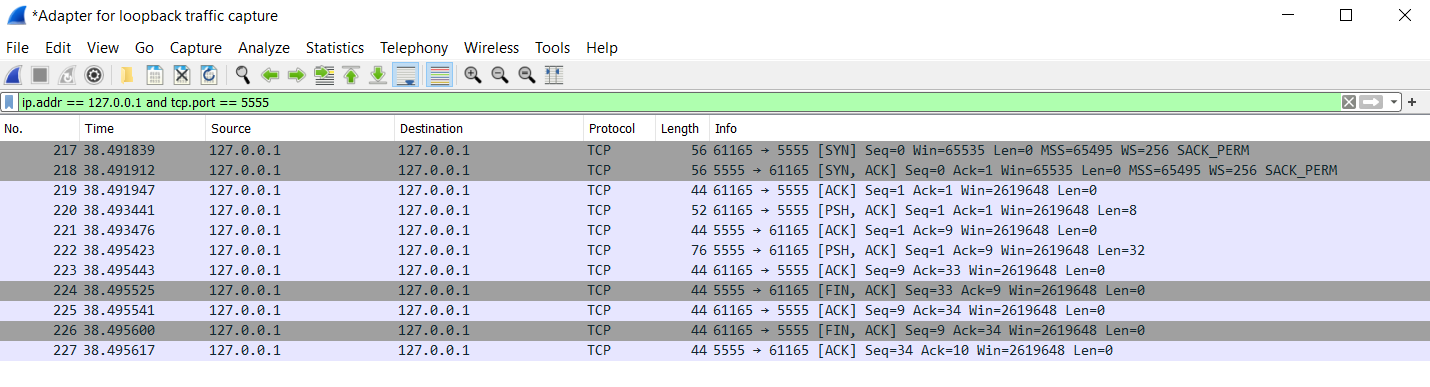 *Adapter for loopback traffic capture
File Edit View Go Capture Analyze Statistics Telephony Wireless Tools Help
ip.addr == 127.0.0.1 and tcp.port == 5555
No. Time Source Destination Protocol Length Info
217 38.491839 127.0.0.1 127.0.0.1 TCP 56 61165 → 5555 [SYN] Seq=0 Win=65535 Len=0 MSS=65495 WS=256 SACK_PERM
218 38.491912 127.0.0.1 127.0.0.1 TCP 56 5555 → 61165 [SYN, ACK] Seq=0 Ack=1 Win=65535 Len=0 MSS=65495 WS=256 SACK_PERM
219 38.491947 127.0.0.1 127.0.0.1 TCP 44 61165 → 5555 [ACK] Seq=1 Ack=1 Win=2619648 Len=0
220 38.493441 127.0.0.1 127.0.0.1 TCP 52 61165 → 5555 [PSH, ACK] Seq=1 Ack=1 Win=2619648 Len=8
221 38.493476 127.0.0.1 127.0.0.1 TCP 44 5555 → 61165 [ACK] Seq=1 Ack=9 Win=2619648 Len=0
222 38.495423 127.0.0.1 127.0.0.1 TCP 76 5555 → 61165 [PSH, ACK] Seq=1 Ack=9 Win=2619648 Len=32
223 38.495443 127.0.0.1 127.0.0.1 TCP 44 61165 → 5555 [ACK] Seq=9 Ack=33 Win=2619648 Len=0
224 38.495525 127.0.0.1 127.0.0.1 TCP 44 5555 → 61165 [FIN, ACK] Seq=33 Ack=9 Win=2619648 Len=0
225 38.495541 127.0.0.1 127.0.0.1 TCP 44 61165 → 5555 [ACK] Seq=9 Ack=34 Win=2619648 Len=0
226 38.495600 127.0.0.1 127.0.0.1 TCP 44 61165 → 5555 [FIN, ACK] Seq=9 Ack=34 Win=2619648 Len=0
227 38.495617 127.0.0.1 127.0.0.1 TCP 44 5555 → 61165 [ACK] Seq=34 Ack=10 Win=2619648 Len=0